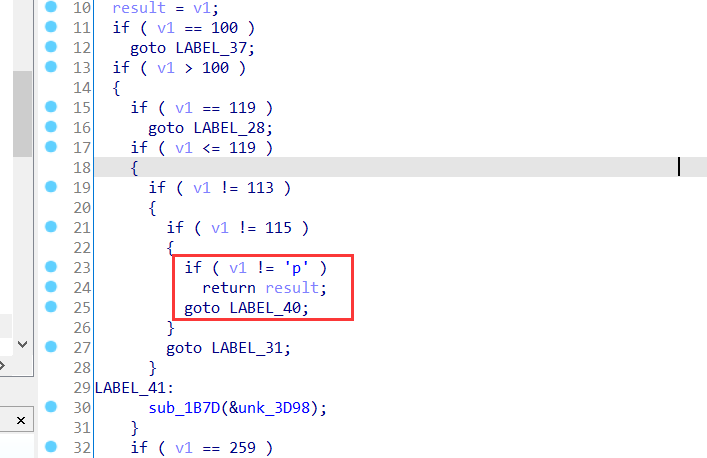 10 result = v1;
11 if ( v1 == 100 )
12 goto LABEL_37;
13 if ( v1 > 100 )
14 {
15 if ( v1 == 119 )
16 goto LABEL_28;
17 if ( v1 <= 119 )
18 {
19 if ( v1 != 113 )
20 {
21 if ( v1 != 115 )
22 {
23 if ( v1 != 'p' )
24 return result;
25 goto LABEL_40;
26 }
27 goto LABEL_31;
28 }
29 LABEL_41:
30 sub_1B7D(&unk_3D98);
31 }
32 if ( v1 == 259 )